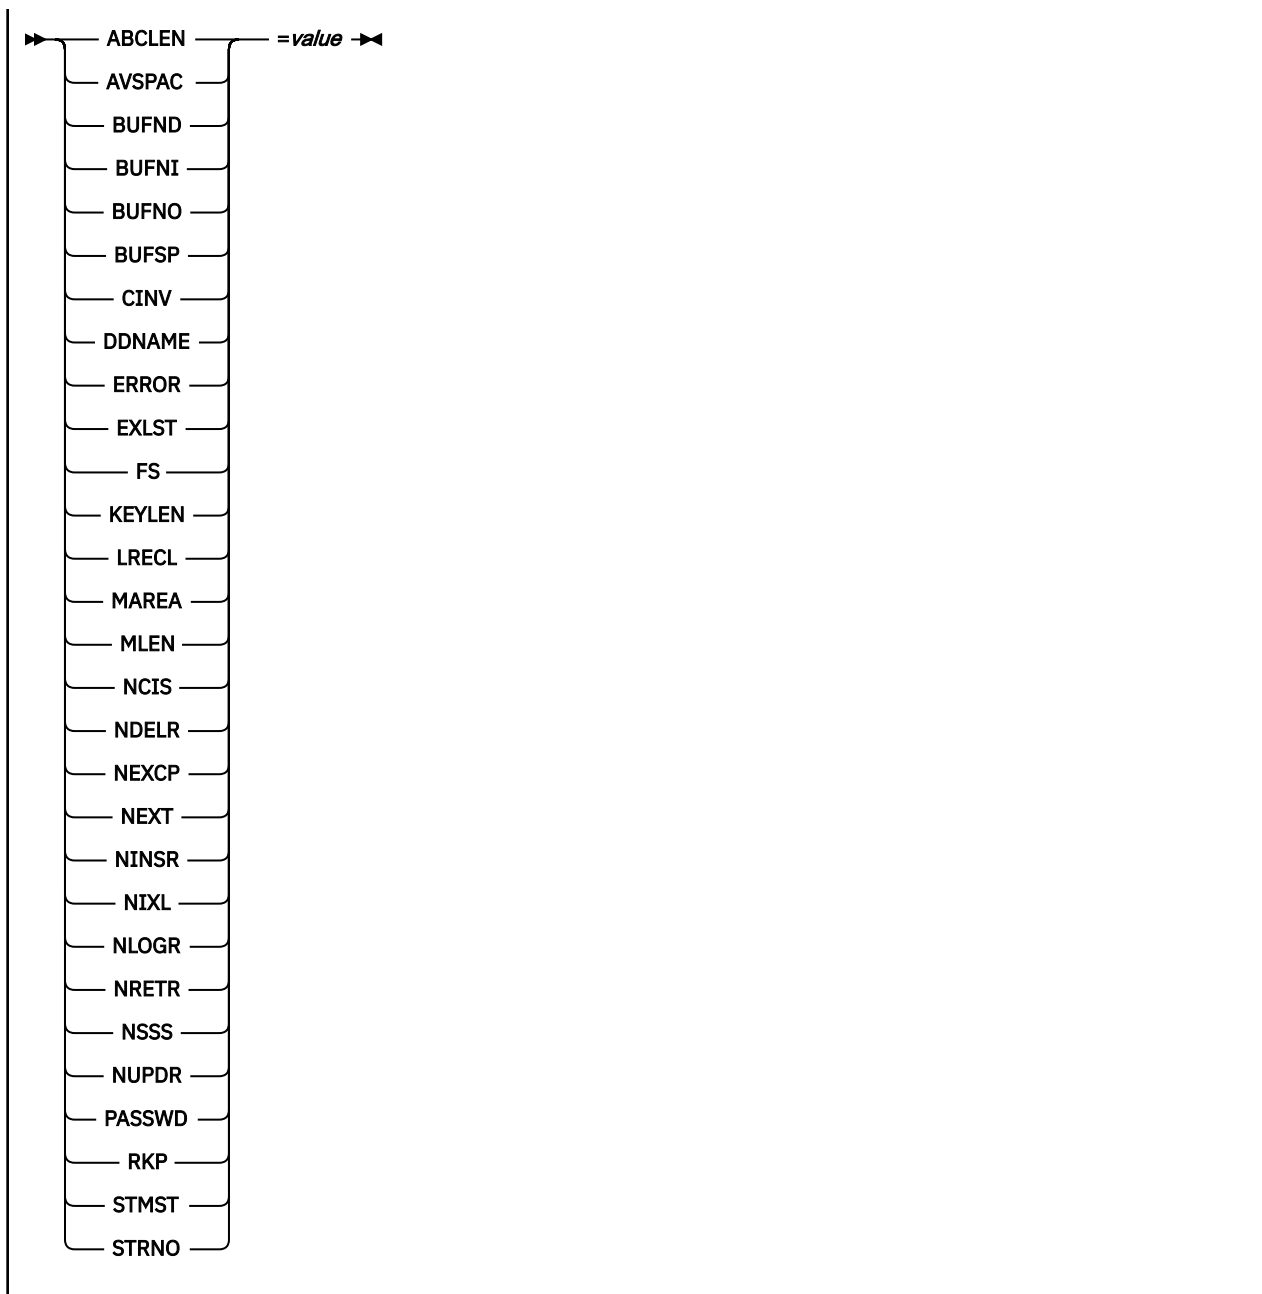 ABCLEN =value
AVSPAC
BUFND
BUFNI
BUFNO
BUFSP
CINV
DDNAME
ERROR
EXLST
FS
KEYLEN
LRECL
MAREA
MLEN
NCIS
NDELR
NEXCP
NEXT
NINSR
NIXL
NLOGR
NRETR
NSSS
NUPDR
PASSWD
RKP
STMST
STRNO